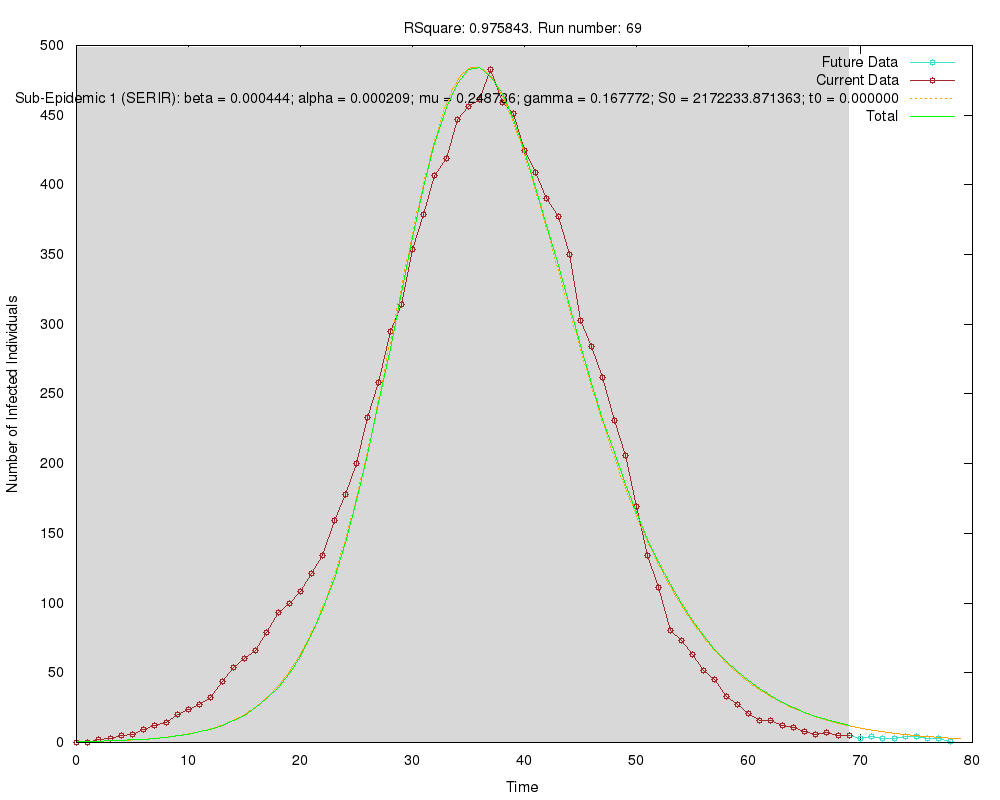 RSquare: 0.975843. Run number: 69
500
450
400
350
300
250
200
150
100
50
0
Number of Infected Individuals
Future Data
Current Data
Sub-Epidemic 1 (SERIR): beta = 0.000444; alpha = 0.000209; mu = 0.248736; gamma = 0.167772; S0 = 2172233.871363; t0 = 0.000000
Total
0 10 20 30 40 50 60 70 80
Time